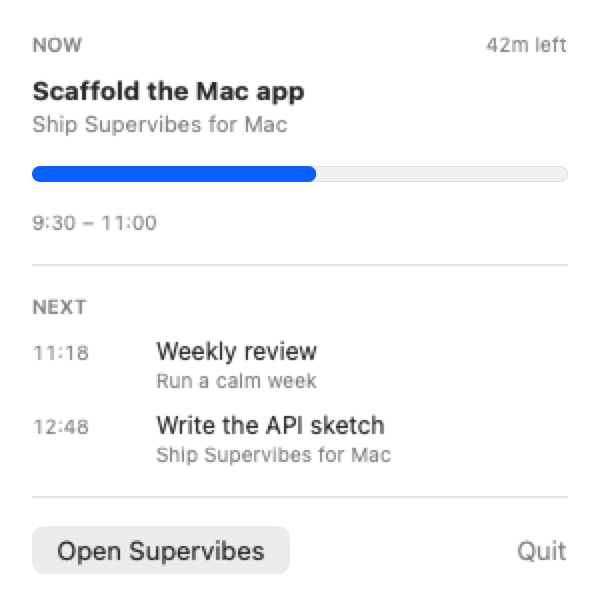 NOW
42m left
Scaffold the Mac app
Ship Supervibes for Mac
9:30 – 11:00
NEXT
11:18 Weekly review
Run a calm week
12:48 Write the API sketch
Ship Supervibes for Mac
Open Supervibes
Quit